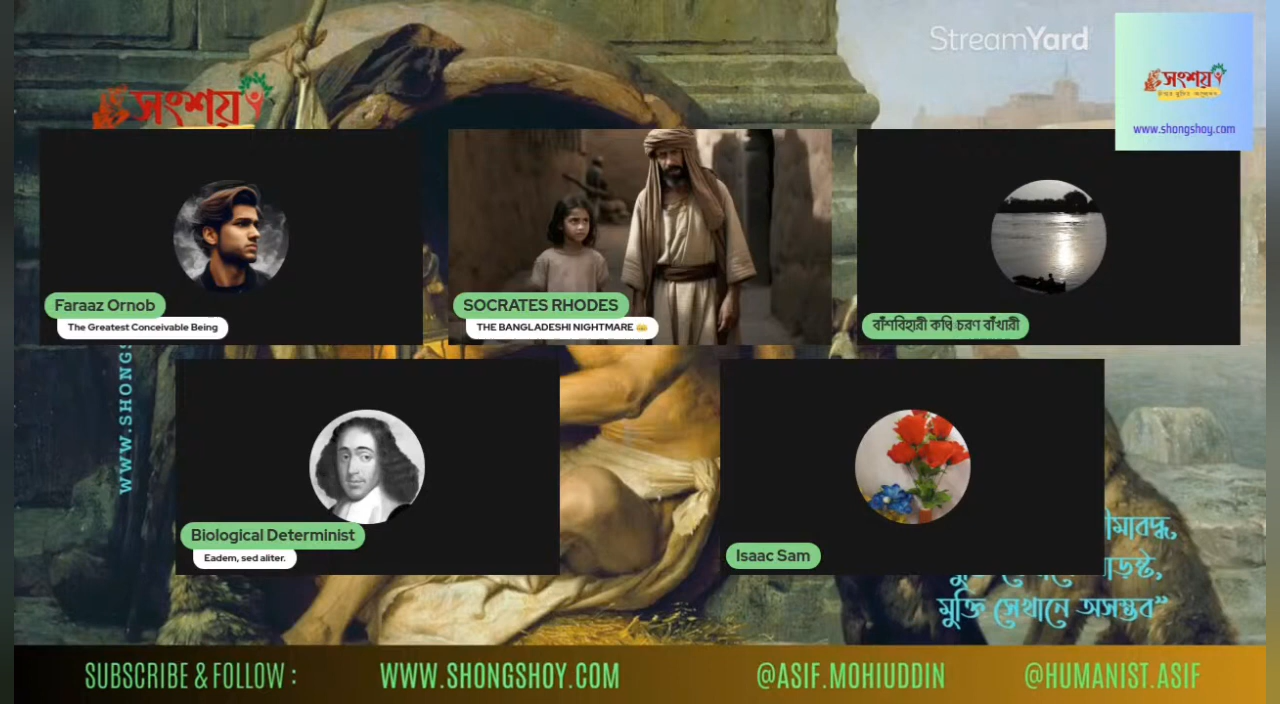 StreamYard
সংশয়
সংশয়
www.shongshoy.com
Faraaz Ornob
The Greatest Conceivable Being
SOCRATES RHODES
THE BANGLADESHI NIGHTMARE
বাঁশবিহারী কবি চরণ বাঁখারী
WWW.SHONGS
Biological Determinist
Eadem, sed aliter.
Isaac Sam
মুক্তি সেখানে অসম্ভব”
SUBSCRIBE & FOLLOW :
WWW.SHONGSHOY.COM
@ASIF.MOHIUDDIN
@HUMANIST.ASIF